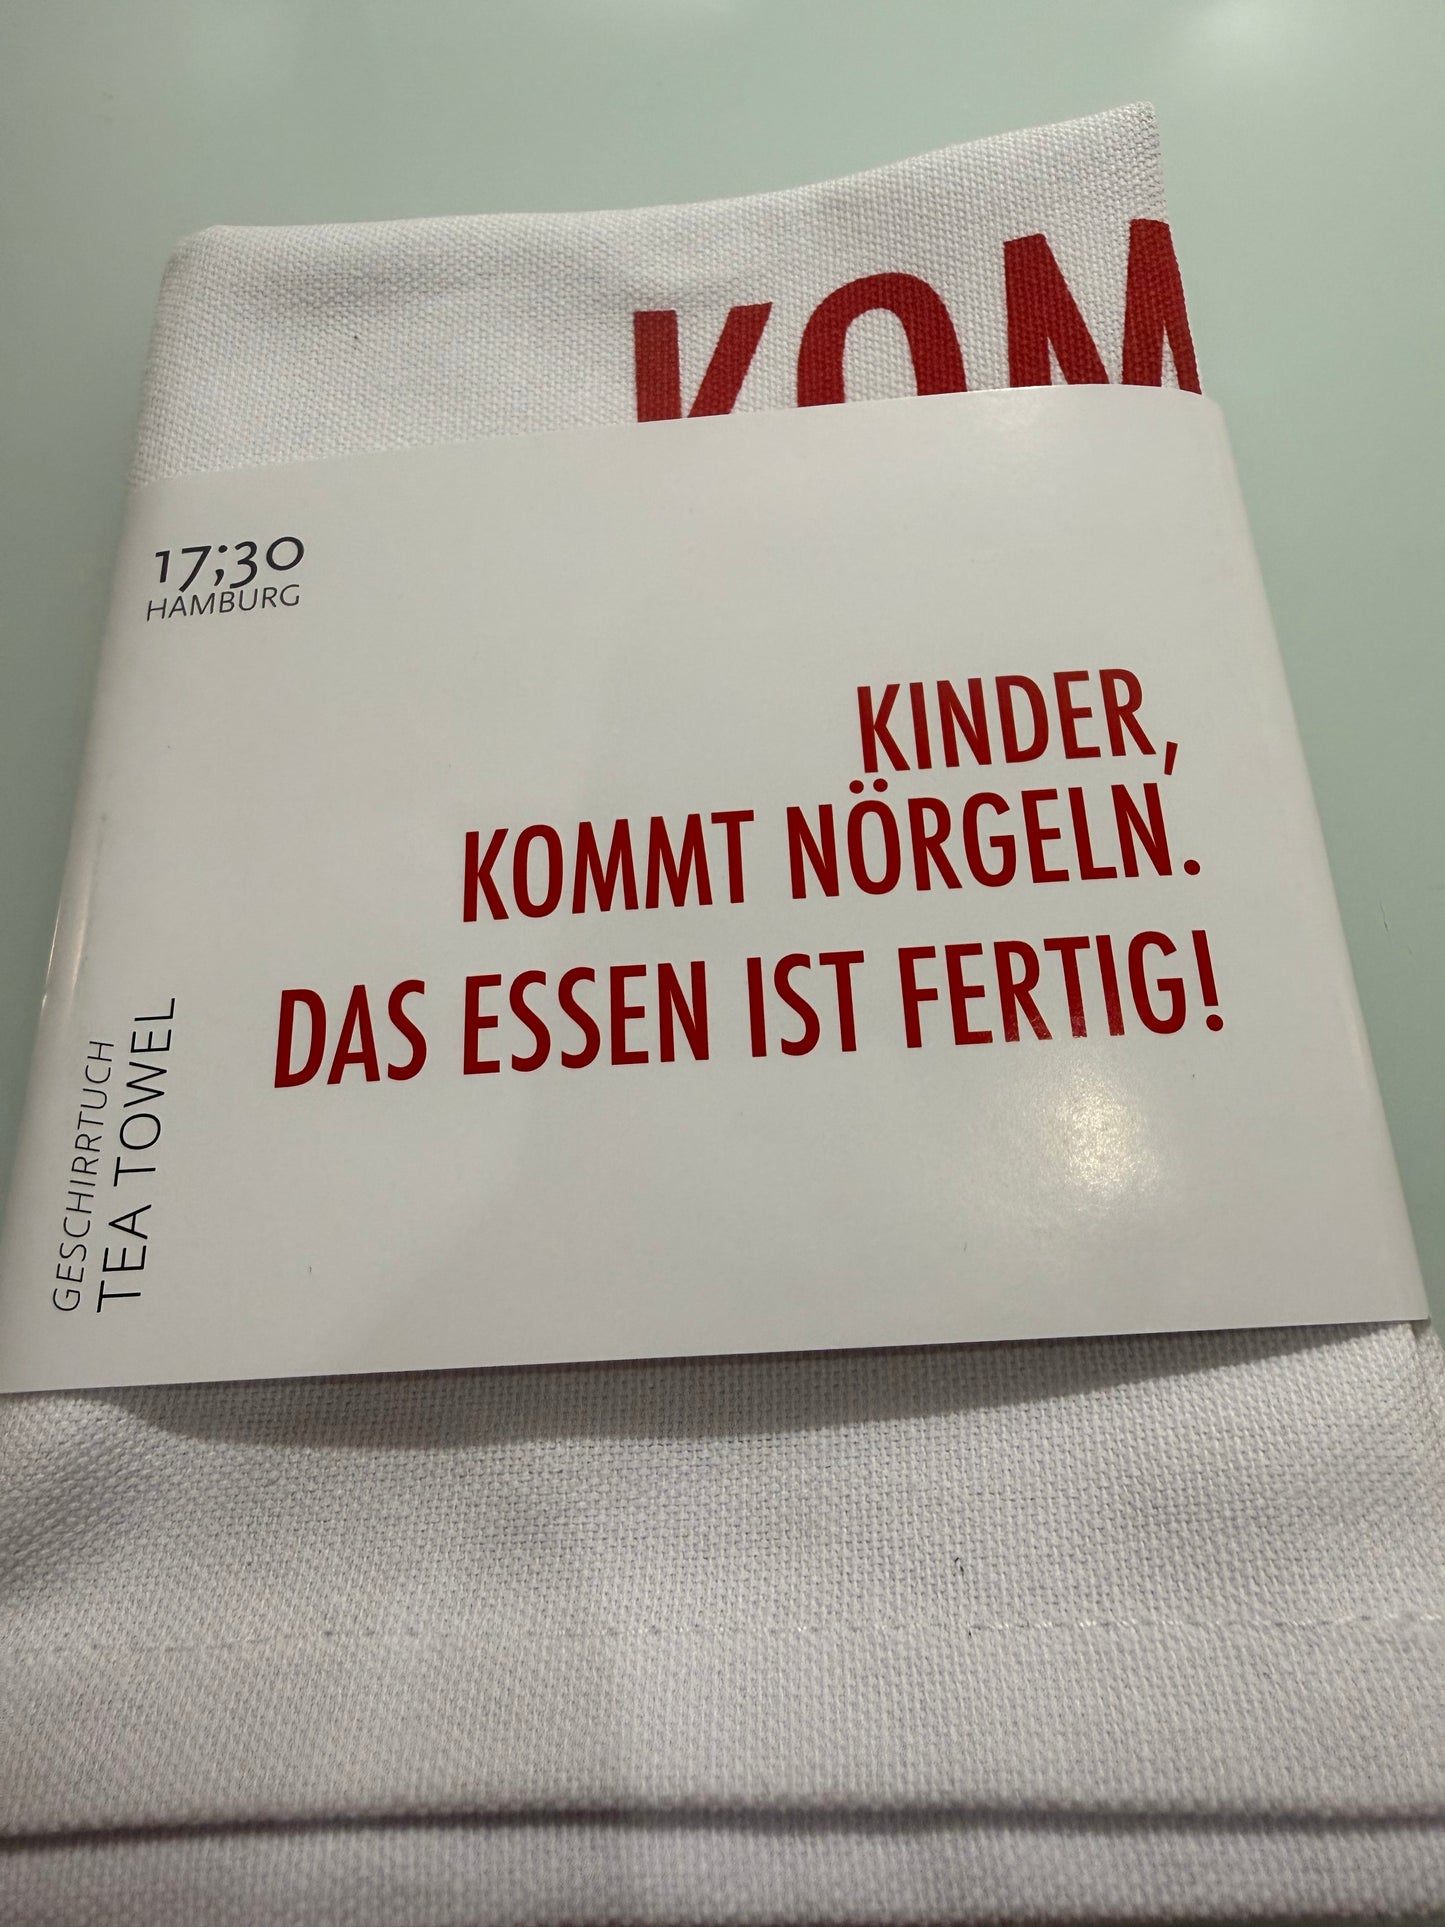 KOM
17;30
HAMBURG
KINDER,
KOMMT NÖRGELN.
DAS ESSEN IST FERTIG!
GESCHIRRTUCH
TEA TOWEL